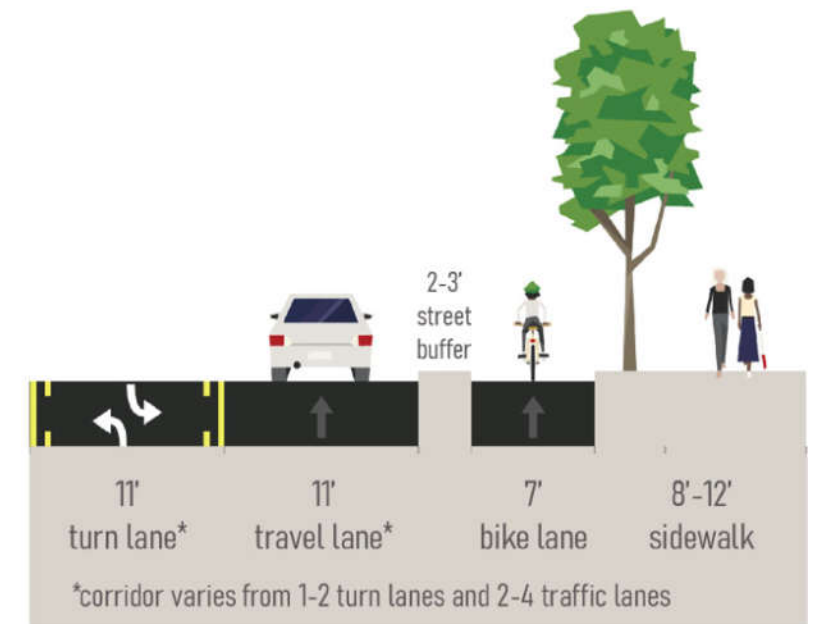 2-3'
street
buffer
11'
turn lane*
11'
travel lane*
7'
bike lane
8'-12'
sidewalk
*corridor varies from 1-2 turn lanes and 2-4 traffic lanes